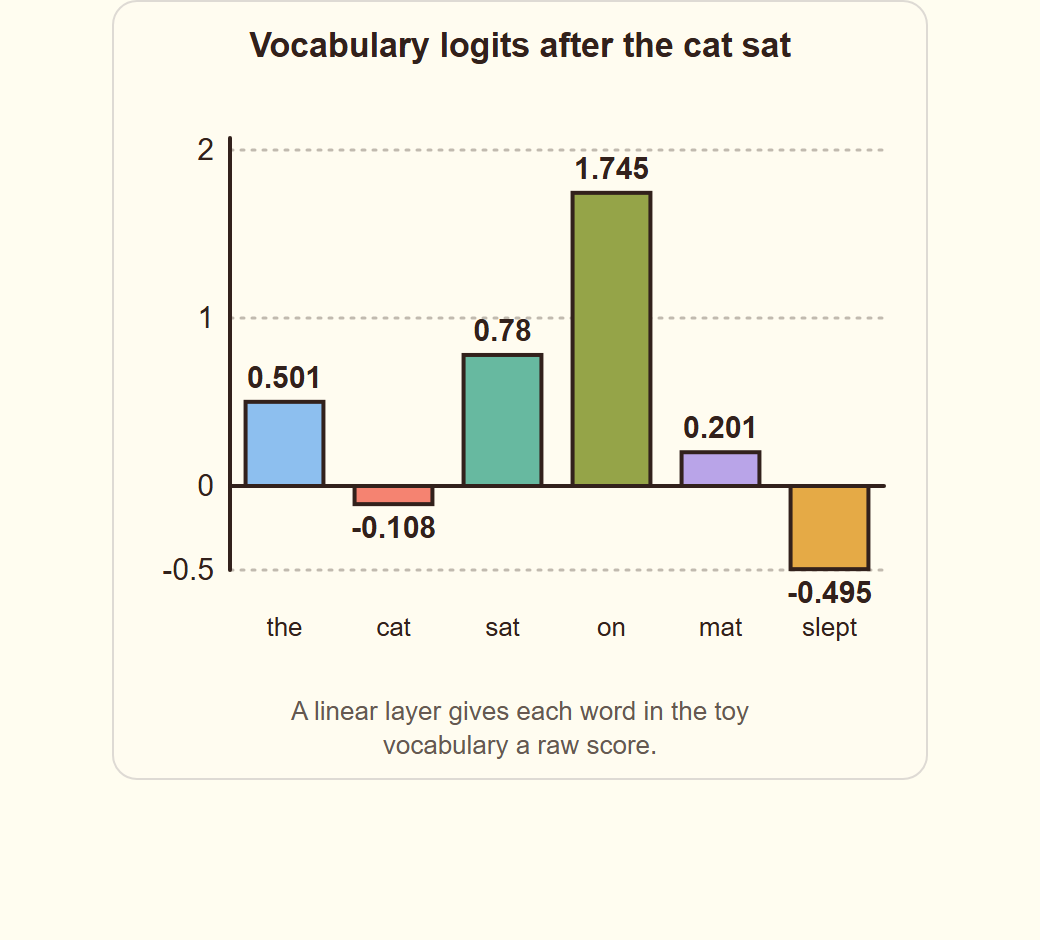 Vocabulary logits after the cat sat
2
1.745
1
0.78
0.501
0.201
0
-0.108
-0.5
-0.495
the cat sat on mat slept
A linear layer gives each word in the toy
vocabulary a raw score.